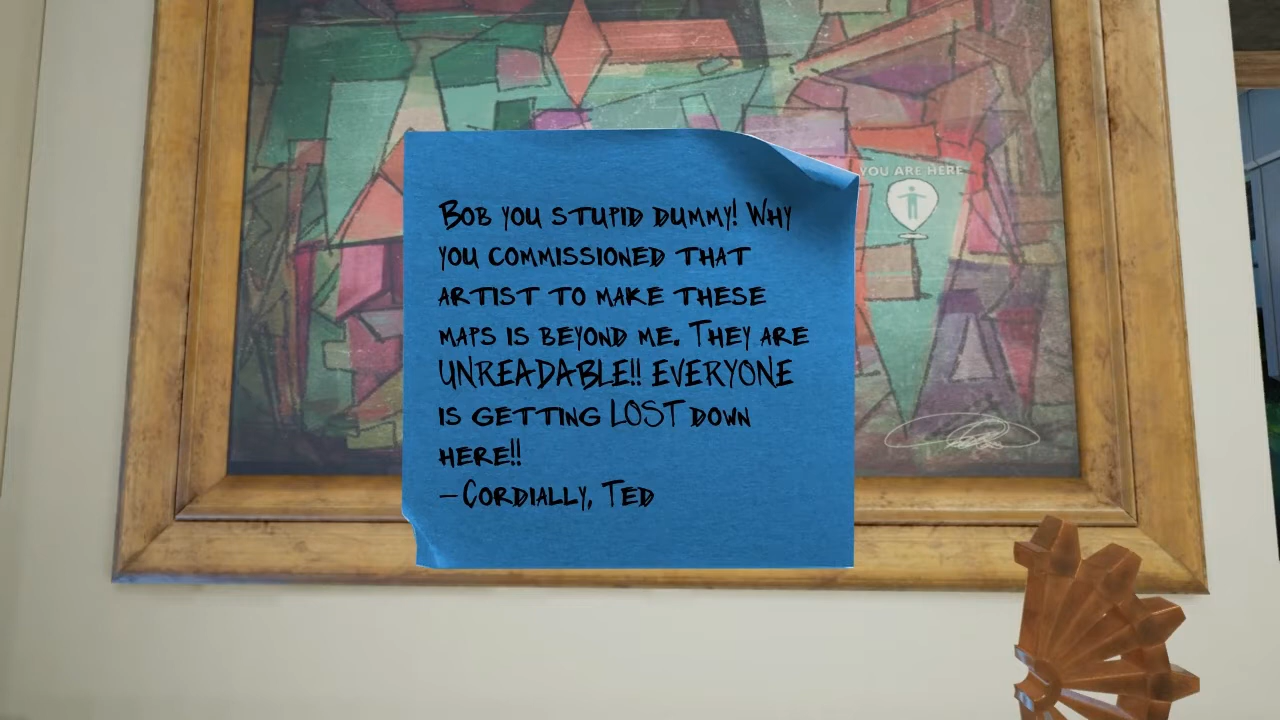 YOU ARE HERE
Bob you stupid dummy! Why
you commissioned that
artist to make these
maps is beyond me. They are
UNREADABLE!! EVERYONE
is getting LOST down
here!!
–Cordially, Ted